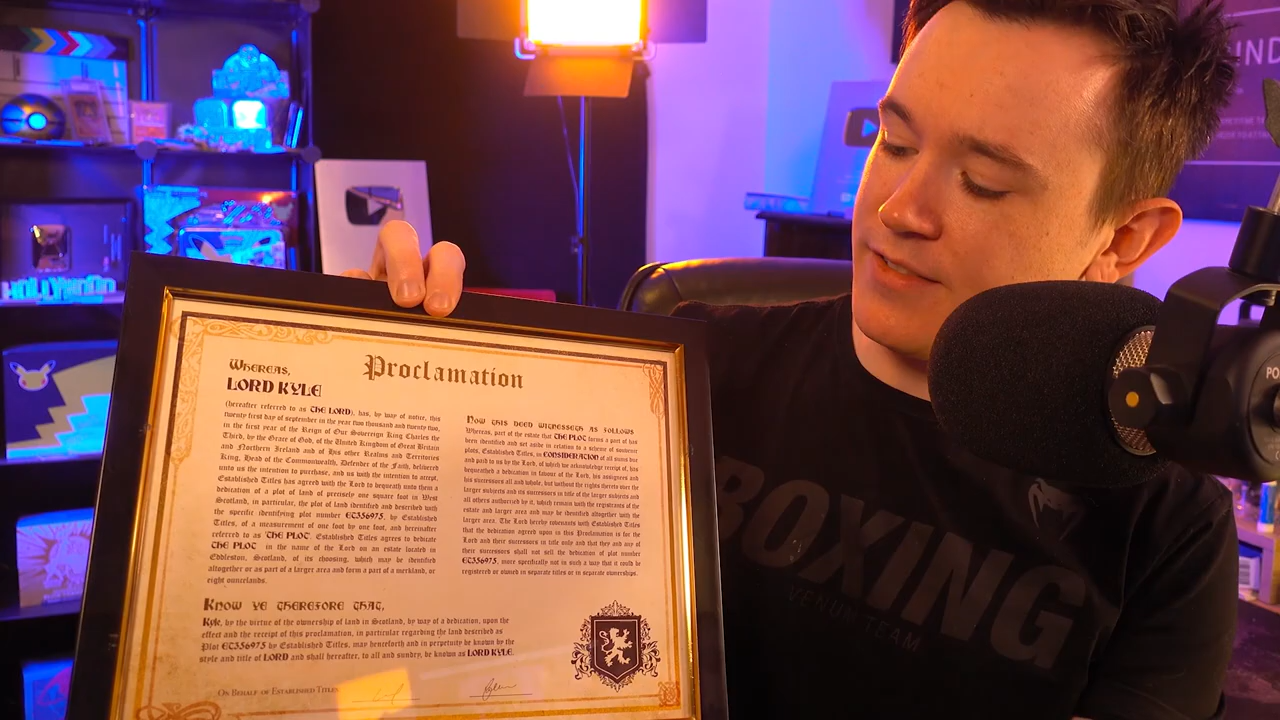 Proclamation
Whereas,
LORD KYLE
(hereafter referred to as THE LORD), has, by way of notice, this
twenty first day of september in the year two thousand and twenty two,
in the first year of the Reign of Our Sovereign King Charles the
Third, by the Grace of God, of the United Kingdom of Great Britain
and Northern Ireland and of His other Realms and Territories
King, Head of the Commonwealth, Defender of the Faith, delivered
unto us the intention to purchase, and us with the intention to accept,
Established Titles has agreed with the Lord to bequeath unto them a
dedication of a plot of land of precisely one square foot in West
Scotland, in particular, the plot of land identified and described with
the specific identifying plot number ET356975, by Established
Titles, of a measurement of one foot by one foot, and hereinafter
referred to as THE PLOT. Established Titles agrees to dedicate
THE PLOT in the name of the Lord on an estate located in
Eddleston, Scotland, of its choosing, which may be identified
altogether or as part of a larger area and form a part of a merkland, or
eight ouncelands.
Now this deed witnesseth as follows
Whereas, part of the estate that THE PLOT forms a part of has
been identified and set aside in relation to a scheme of souvenir
plots, Established Titles, in CONSIDERATION of all sums due
and paid to us by the Lord, of which we acknowledge receipt of, has
bequeathed a dedication in favour of the Lord, his assignees and
his successors all and whole, but without the rights thereto over the
larger subjects and its successors in title of the larger subjects and
all others authorised by it, which remain with the registrants of the
estate and larger area and may be identified altogether with the
larger area. The Lord hereby covenants with Established Titles
that the dedication agreed upon in this Proclamation is for the
Lord and their successors in title only and that they and any of
their successors shall not sell the dedication of plot number
ET356975, more specifically not in such a way that it could be
registered or owned in separate titles or in separate ownerships.
Know ye therefore that,
Kyle, by the virtue of the ownership of land in Scotland, by way of a dedication, upon the
effect and the receipt of this proclamation, in particular regarding the land described as
Plot ET356975 by Established Titles, may henceforth and in perpetuity be known by the
style and title of LORD and shall hereafter, to all and sundry, be known as LORD KYLE.
On Behalf of Established Titles
BOXING
VENUM TEAM
HOLLYWOOD
UND
PO